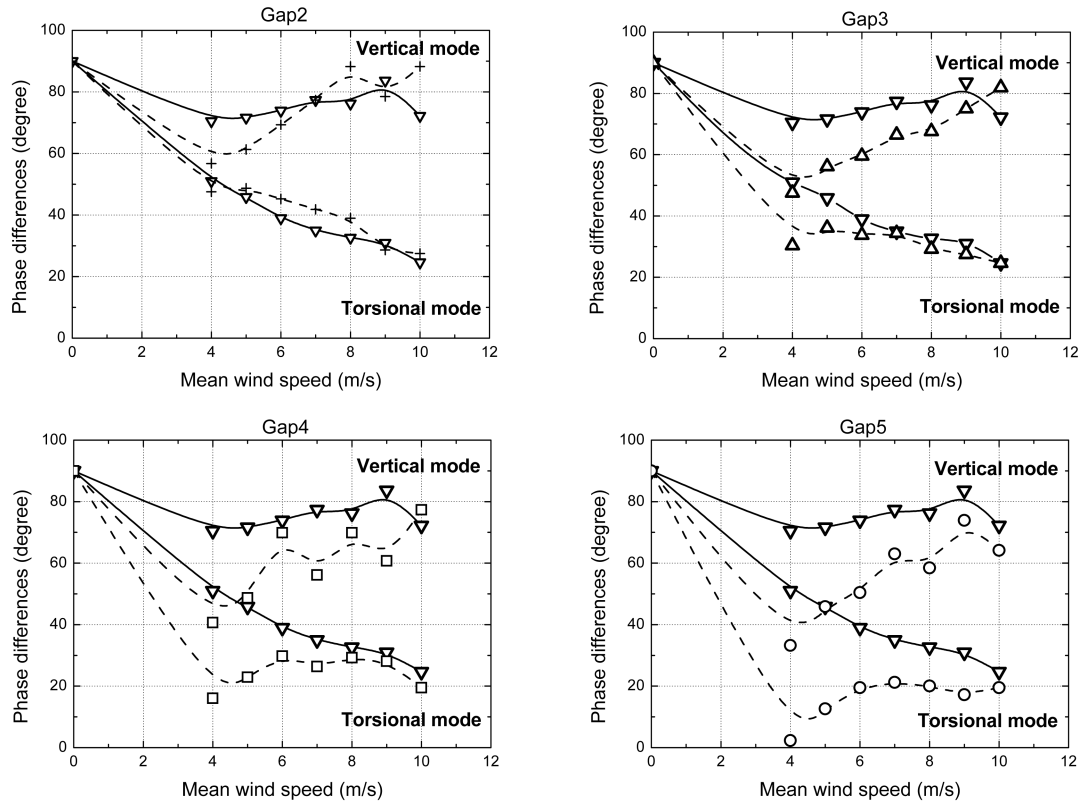 Gap2
100
80
60
40
20
0
Phase differences (degree)
Vertical mode
Torsional mode
0 2 4 6 8 10 12
Mean wind speed (m/s)
Gap3
100
80
60
40
20
0
Phase differences (degree)
Vertical mode
Torsional mode
0 2 4 6 8 10 12
Mean wind speed (m/s)
Gap4
100
80
60
40
20
0
Phase differences (degree)
Vertical mode
Torsional mode
0 2 4 6 8 10 12
Mean wind speed (m/s)
Gap5
100
80
60
40
20
0
Phase differences (degree)
Vertical mode
Torsional mode
0 2 4 6 8 10 12
Mean wind speed (m/s)